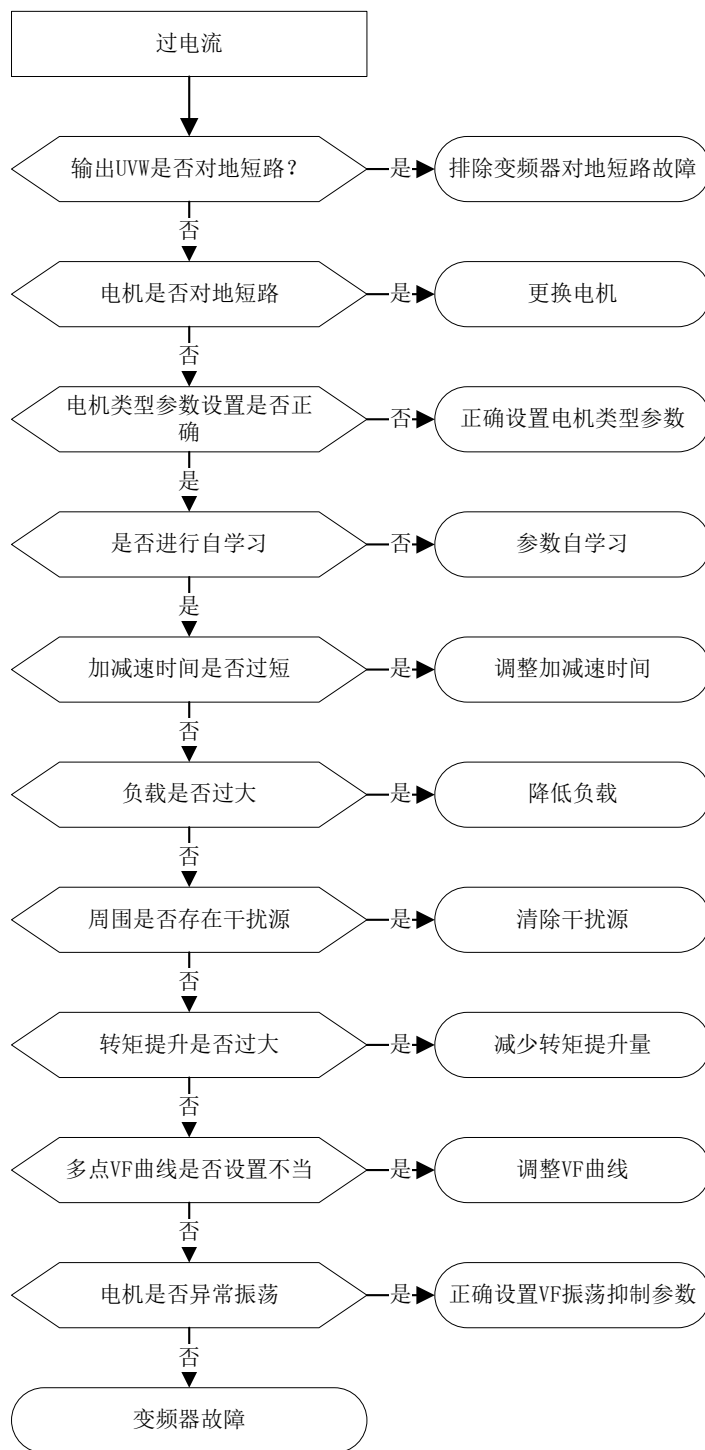 过电流
输出UVW是否对地短路?
是
排除变频器对地短路故障
否
电机是否对地短路
是
更换电机
否
电机类型参数设置是否正
确
否
正确设置电机类型参数
是
是否进行自学习
否
参数自学习
是
加减速时间是否过短
是
调整加减速时间
否
负载是否过大
是
降低负载
否
周围是否存在干扰源
是
清除干扰源
否
转矩提升是否过大
是
减少转矩提升量
否
多点VF曲线是否设置不当
是
调整VF曲线
否
电机是否异常振荡
是
正确设置VF振荡抑制参数
否
变频器故障